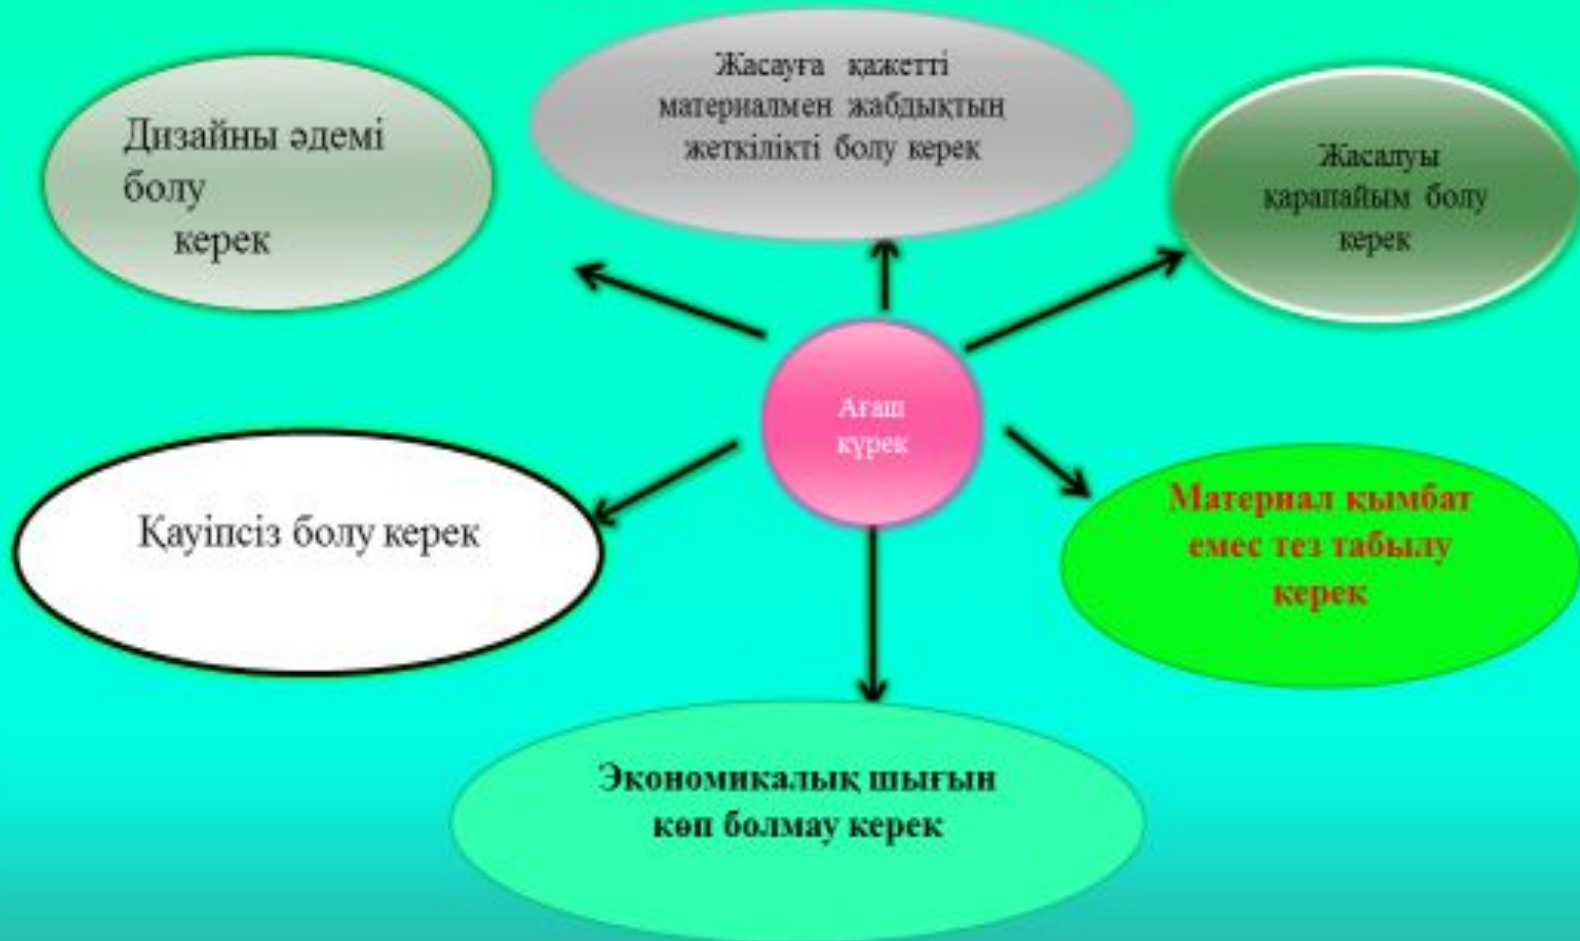 Дизайны әдемі
болу
керек
Жасауға қажетті
материалмен жабдықтың
жеткілікті болу керек
Жасалуы
қарапайым болу
керек
Ағаш
күрек
Қауіпсіз болу керек
Материал қымбат
емес тез табылу
керек
Экономикалық шығын
көп болмау керек